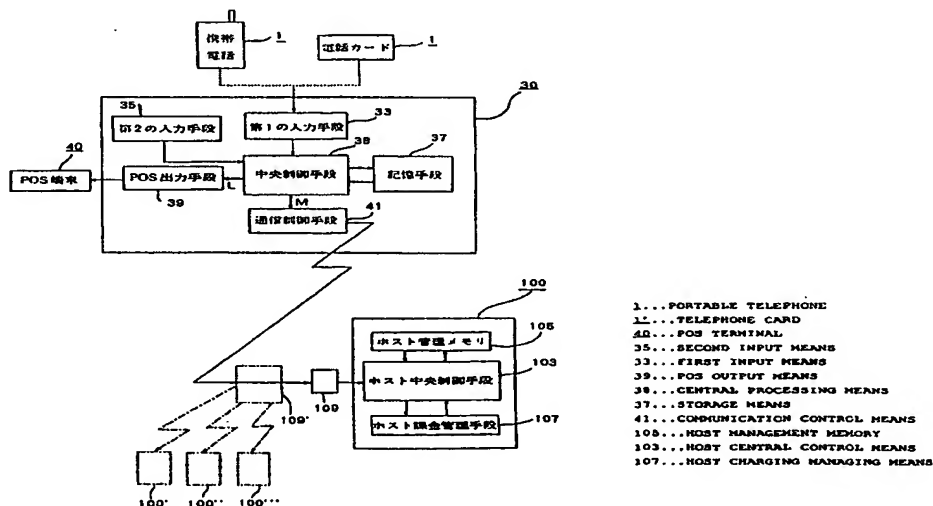 携帯
電話
1
電話カード
1
30
35
第2の入力手段
第1の入力手段
33
38
37
40
POS端末
POS出力手段
39
L
中央制御手段
記憶手段
M
通信制御手段
41
100
ホスト管理メモリ
105
ホスト中央制御手段
103
ホスト課金管理手段
107
109
109'
100'
100''
100'''
1...PORTABLE TELEPHONE
1'...TELEPHONE CARD
40...POS TERMINAL
35...SECOND INPUT MEANS
33...FIRST INPUT MEANS
39...POS OUTPUT MEANS
38...CENTRAL PROCESSING MEANS
37...STORAGE MEANS
41...COMMUNICATION CONTROL MEANS
105...HOST MANAGEMENT MEMORY
103...HOST CENTRAL CONTROL MEANS
107...HOST CHARGING MANAGING MEANS